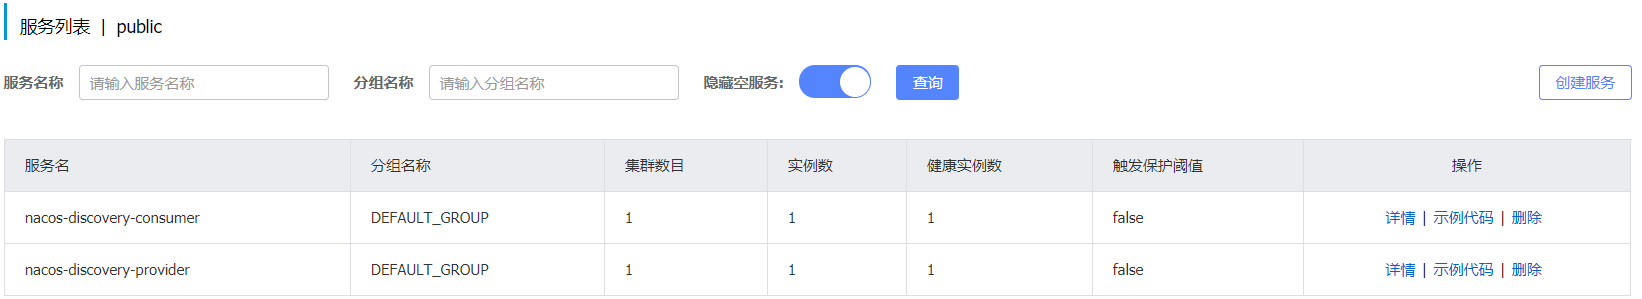 服务列表 | public
服务名称 请输入服务名称 分组名称 请输入分组名称 隐藏空服务: 查询 创建服务
服务名 分组名称 集群数目 实例数 健康实例数 触发保护阈值 操作
nacos-discovery-consumer DEFAULT_GROUP 1 1 1 false 详情 | 示例代码 | 删除
nacos-discovery-provider DEFAULT_GROUP 1 1 1 false 详情 | 示例代码 | 删除